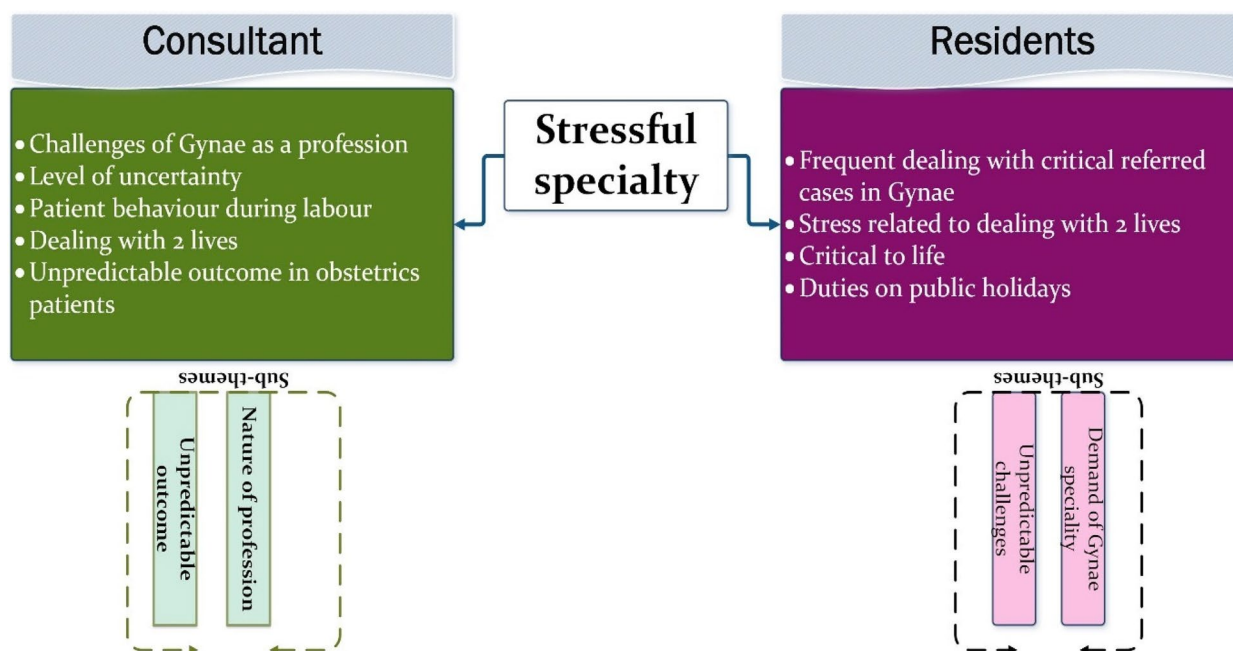 Consultant
• Challenges of Gynae as a profession
• Level of uncertainty
• Patient behaviour during labour
• Dealing with 2 lives
• Unpredictable outcome in obstetrics
patients
Stressful
specialty
Residents
• Frequent dealing with critical referred
cases in Gynae
• Stress related to dealing with 2 lives
• Critical to life
• Duties on public holidays
Sub-themes
Unpredictable
outcome
Nature of profession
Sub-themes
Unpredictable
challenges
Demand of Gynae
speciality